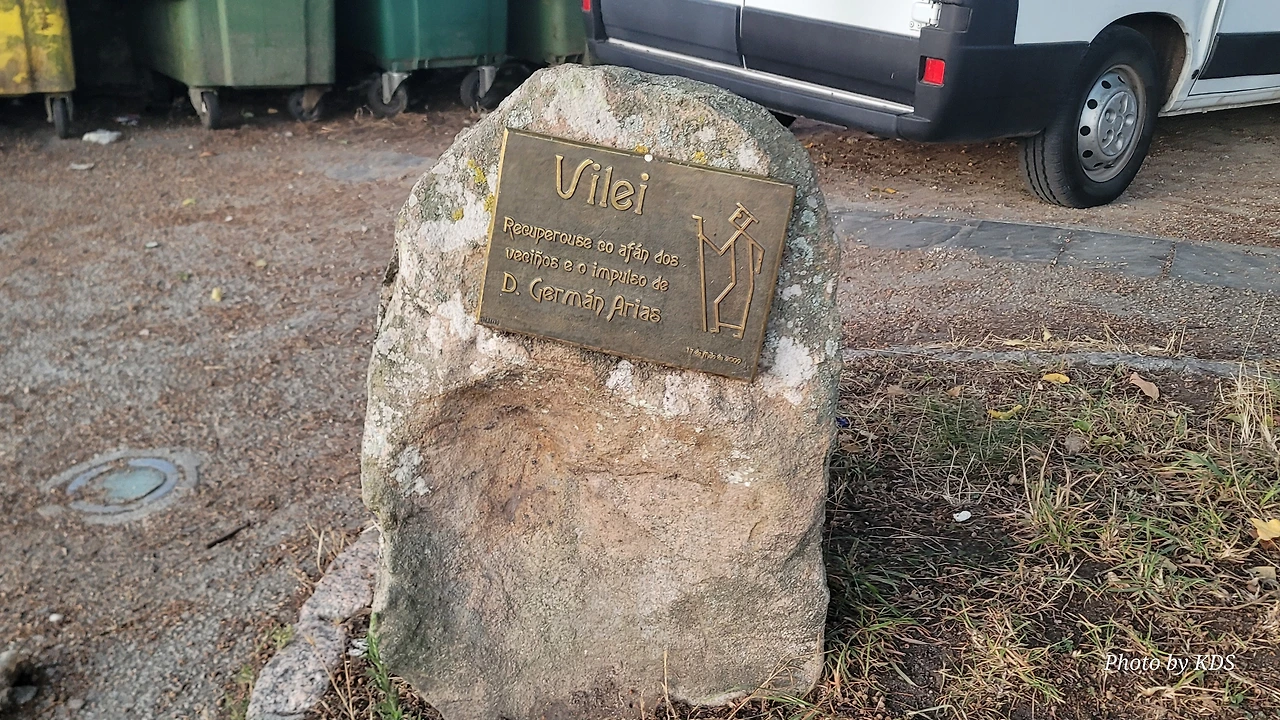 Vilei
Recuperouse co afán dos
veciños e o impulso de
D. Germán Arias
Photo by KDS